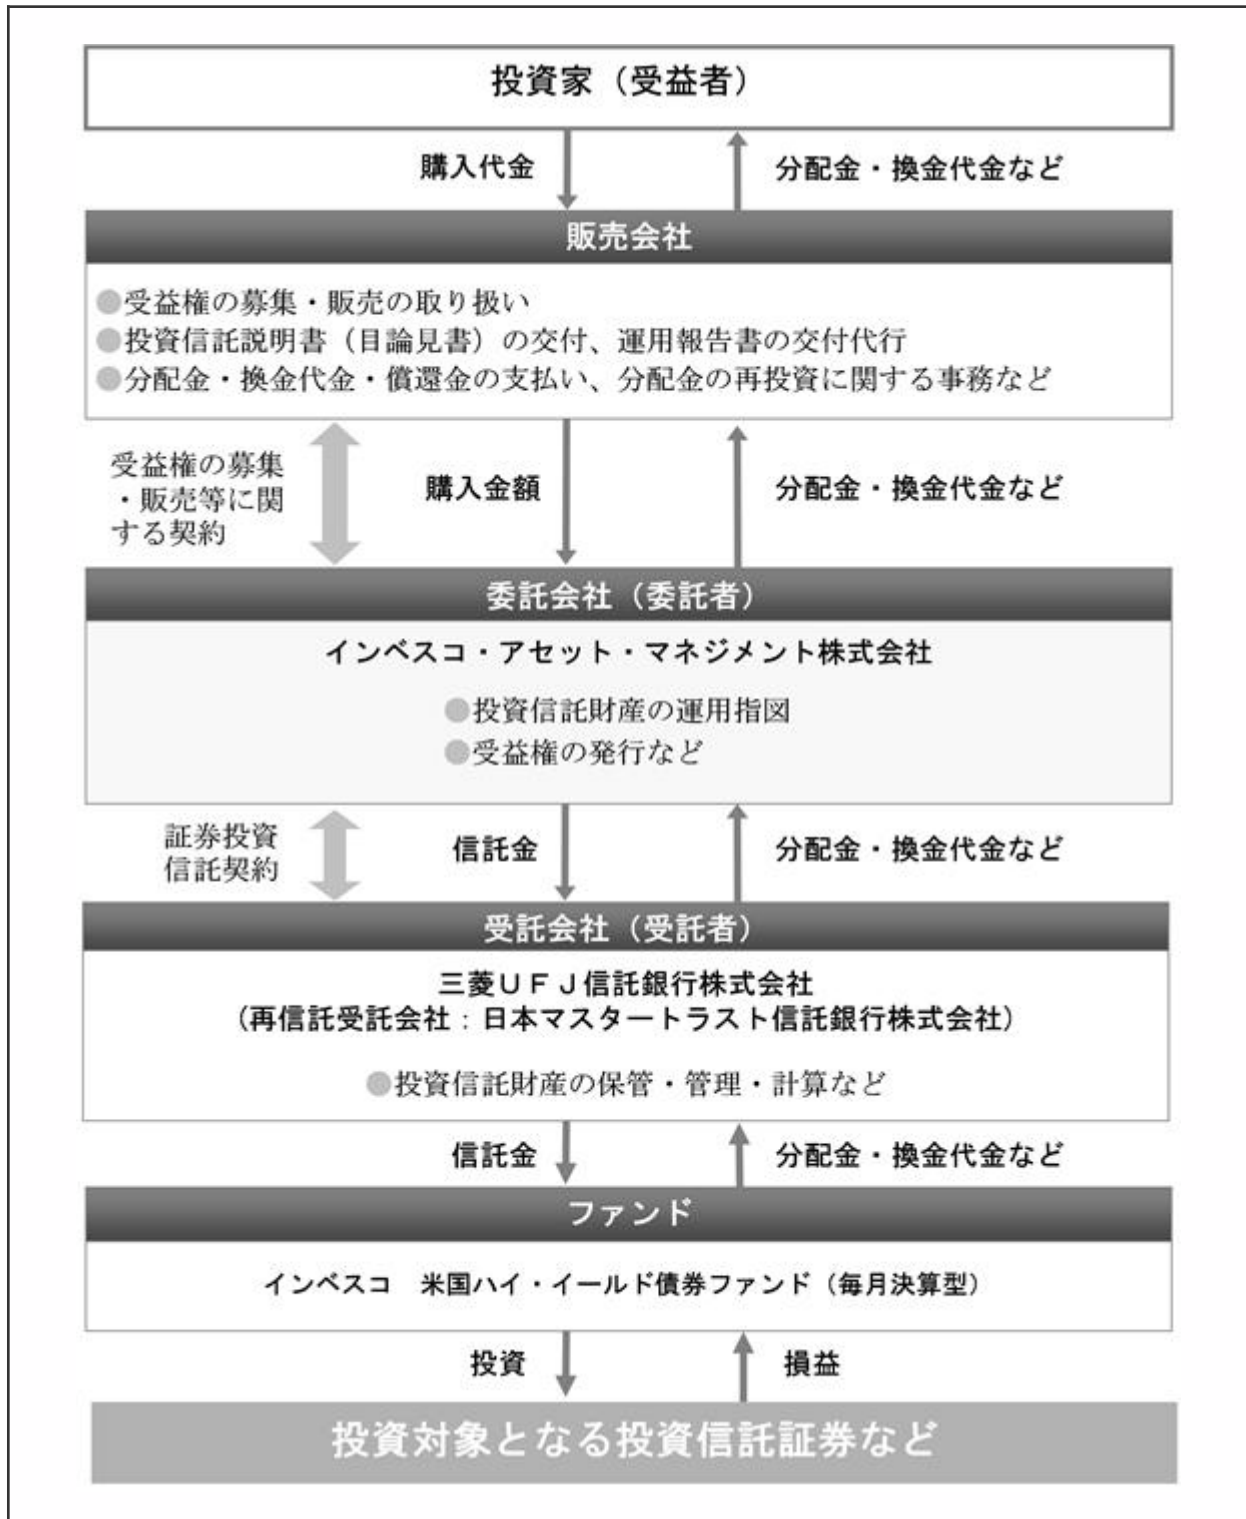 投資家（受益者）
購入代金
分配金・換金代金など
販売会社
●受益権の募集・販売の取り扱い
●投資信託説明書（目論見書）の交付、運用報告書の交付代行
●分配金・換金代金・償還金の支払い、分配金の再投資に関する事務など
受益権の募集
・販売等に関
する契約
購入金額
分配金・換金代金など
委託会社（委託者）
インベスコ・アセット・マネジメント株式会社
●投資信託財産の運用指図
●受益権の発行など
証券投資
信託契約
信託金
分配金・換金代金など
受託会社（受託者）
三菱ＵＦＪ信託銀行株式会社
（再信託受託会社：日本マスタートラスト信託銀行株式会社）
●投資信託財産の保管・管理・計算など
信託金
分配金・換金代金など
ファンド
インベスコ　米国ハイ・イールド債券ファンド（毎月決算型）
投資
損益
投資対象となる投資信託証券など